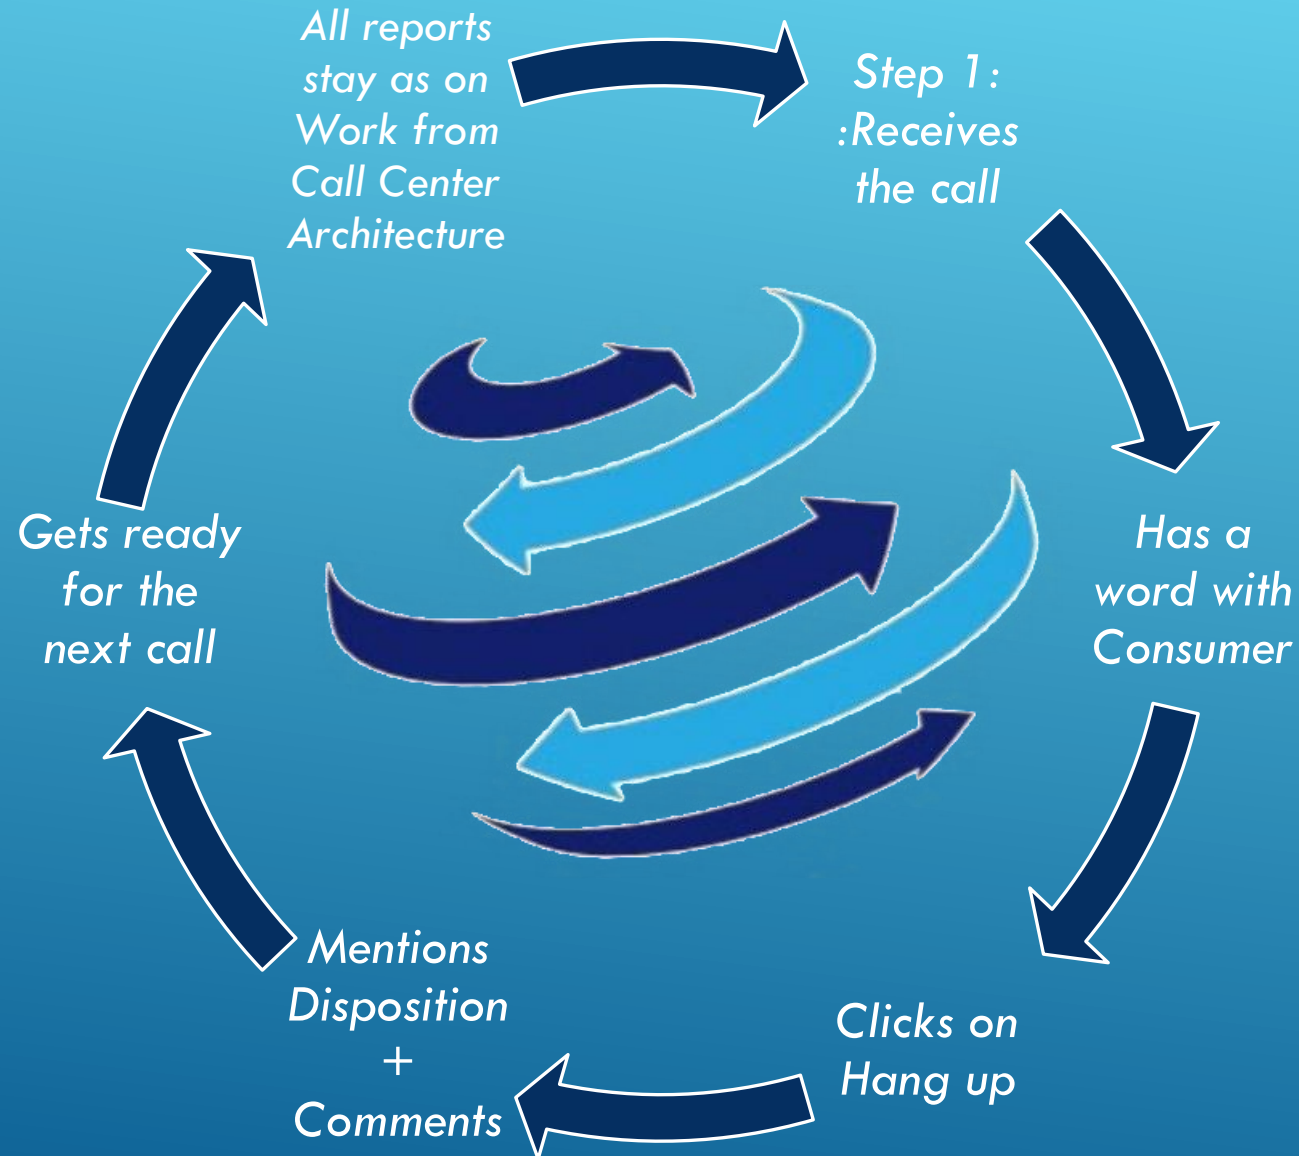 All reports
stay as on
Work from
Call Center
Architecture
Step 1:
:Receives
the call
Has a
word with
Consumer
Clicks on
Hang up
Mentions
Disposition
+
Comments
Gets ready
for the
next call